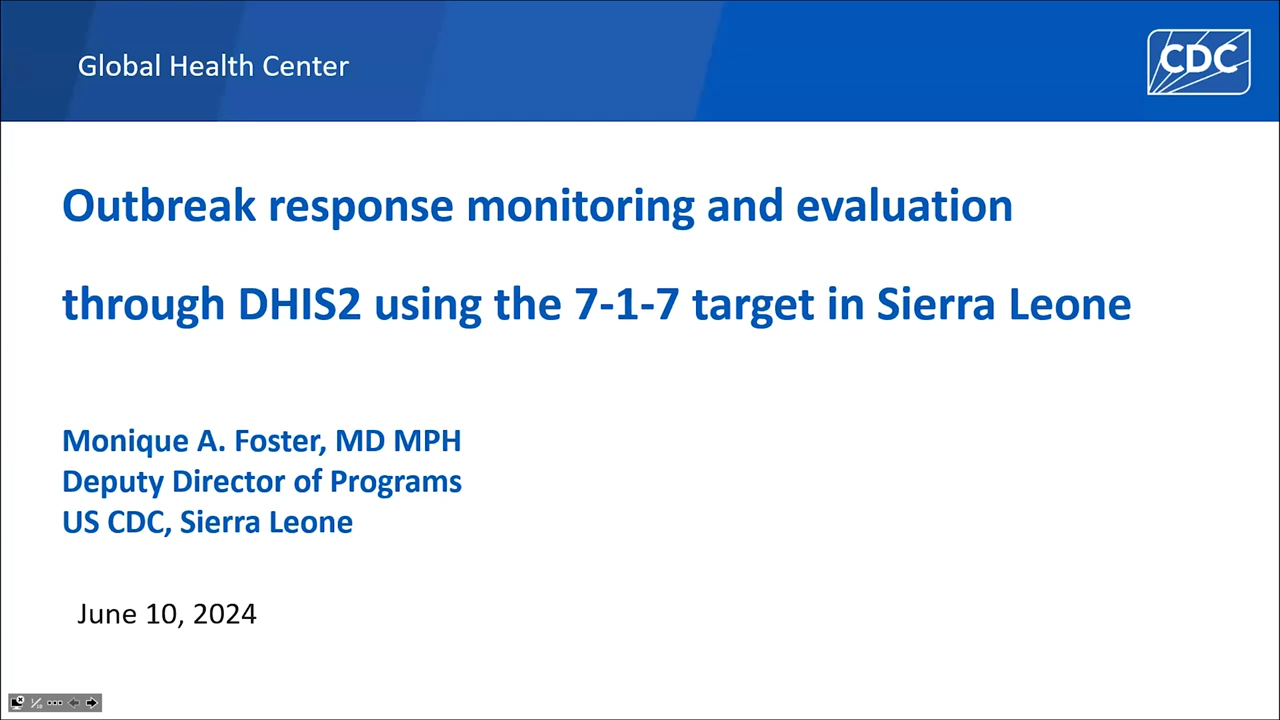 Global Health Center
CDC
Outbreak response monitoring and evaluation
through DHIS2 using the 7-1-7 target in Sierra Leone
Monique A. Foster, MD MPH
Deputy Director of Programs
US CDC, Sierra Leone
June 10, 2024